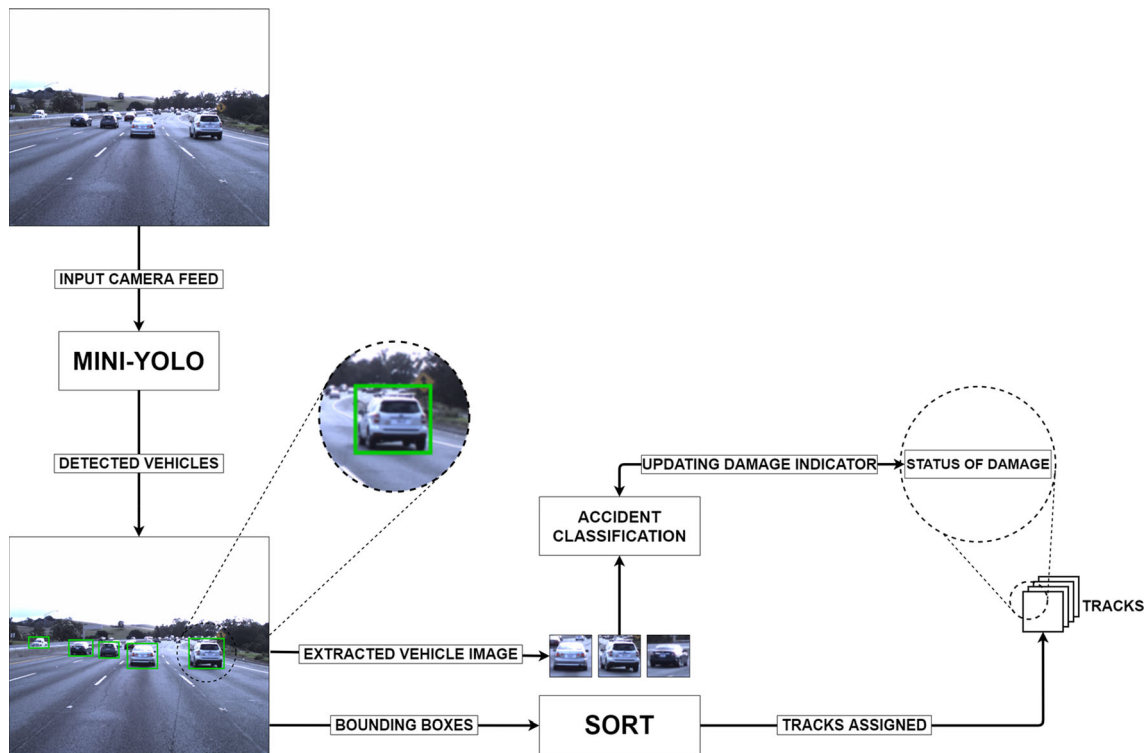 INPUT CAMERA FEED
MINI-YOLO
DETECTED VEHICLES
UPDATING DAMAGE INDICATOR
STATUS OF DAMAGE
ACCIDENT
CLASSIFICATION
TRACKS
EXTRACTED VEHICLE IMAGE
BOUNDING BOXES
SORT
TRACKS ASSIGNED